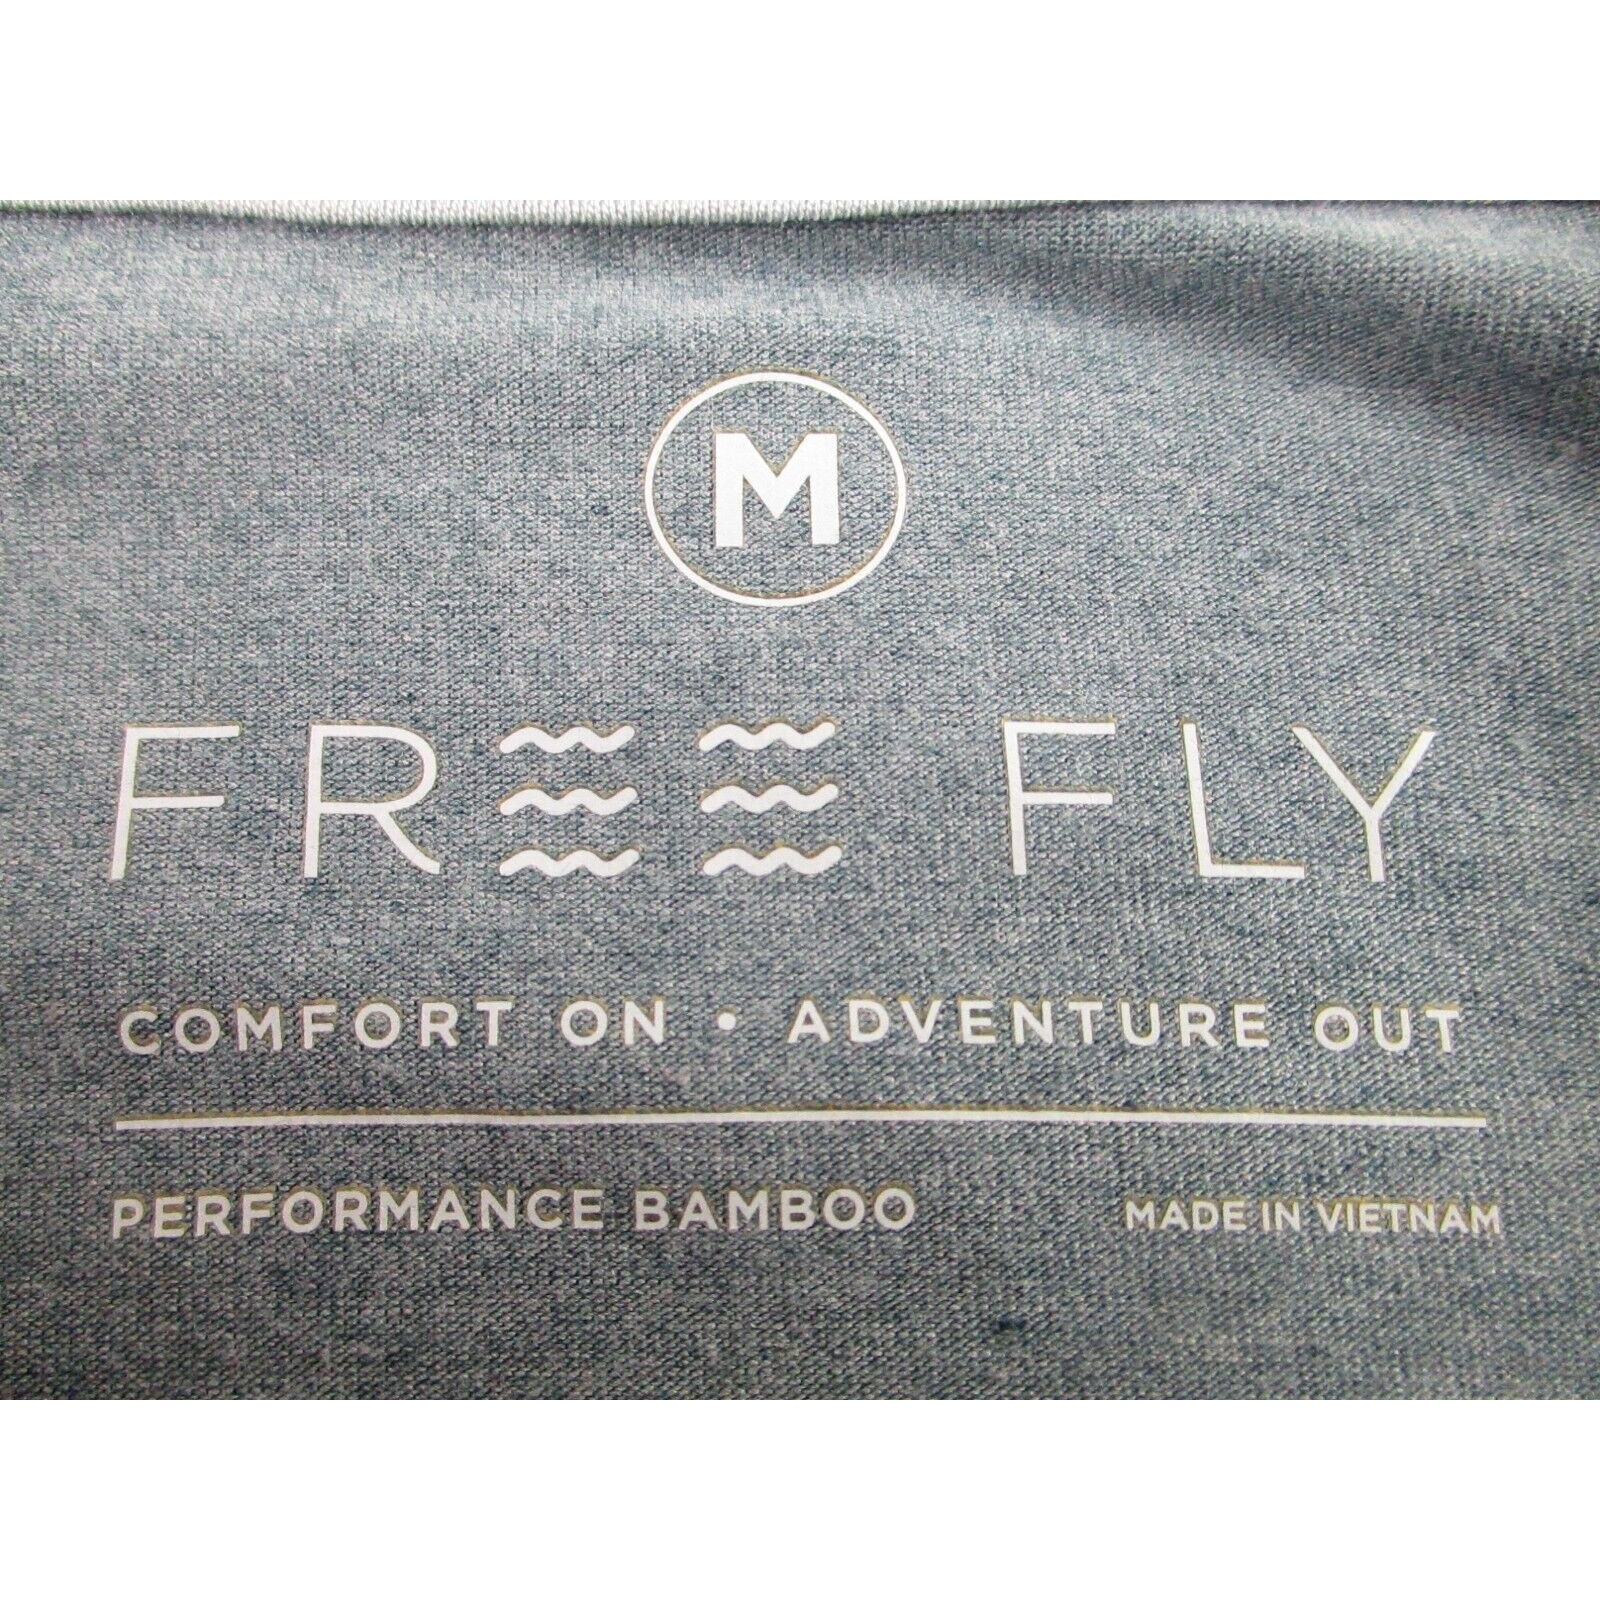 M
FREE FLY
COMFORT ON • ADVENTURE OUT
PERFORMANCE BAMBOO
MADE IN VIETNAM